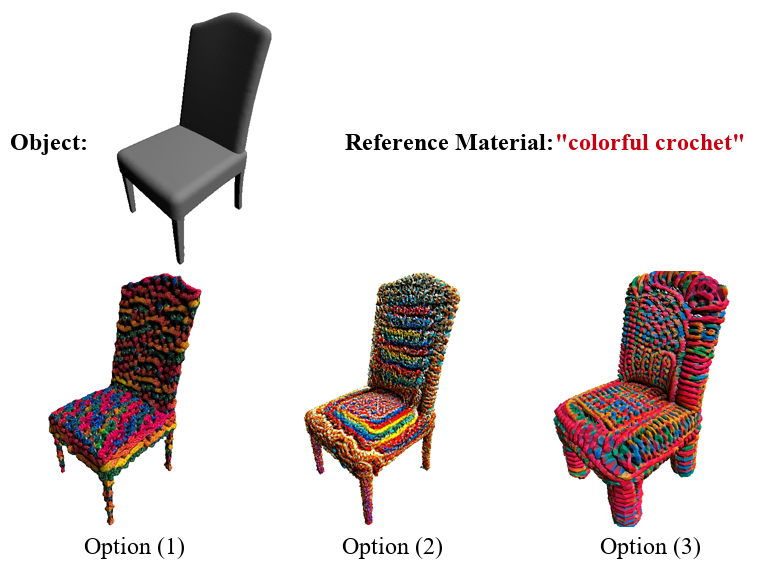 Object:
Reference Material:"colorful crochet"
Option (1)
Option (2)
Option (3)